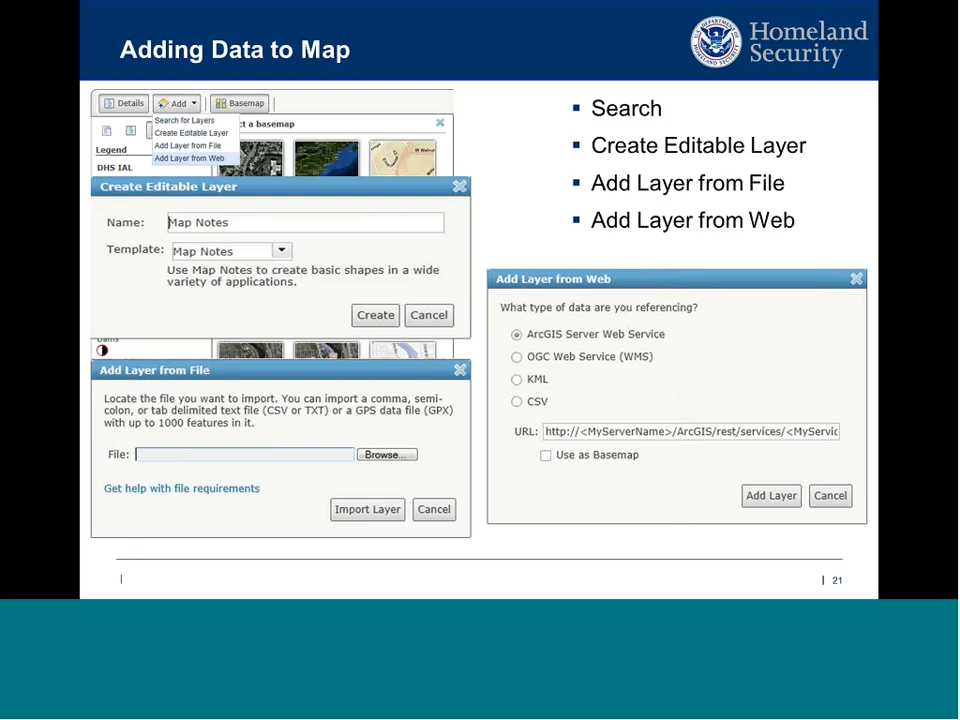 Adding Data to Map
Homeland
Security
U.S. DEPARTMENT OF
HOMELAND SECURITY
Details
Add
Basemap
Search for Layers
Create Editable Layer
Add Layer from File
Add Layer from Web
ct a basemap
Legend
DHS IAL
Create Editable Layer
Name:
Map Notes
Template:
Map Notes
Use Map Notes to create basic shapes in a wide
variety of applications.
Create
Cancel
Dams
Add Layer from File
Locate the file you want to import. You can import a comma, semi-
colon, or tab delimited text file (CSV or TXT) or a GPS data file (GPX)
with up to 1000 features in it.
File:
Browse...
Get help with file requirements
Import Layer
Cancel
▪ Search
▪ Create Editable Layer
▪ Add Layer from File
▪ Add Layer from Web
Add Layer from Web
What type of data are you referencing?
ArcGIS Server Web Service
OGC Web Service (WMS)
KML
CSV
URL: http://<MyServerName>/ArcGIS/rest/services/<MyServic
Use as Basemap
Add Layer
Cancel
21